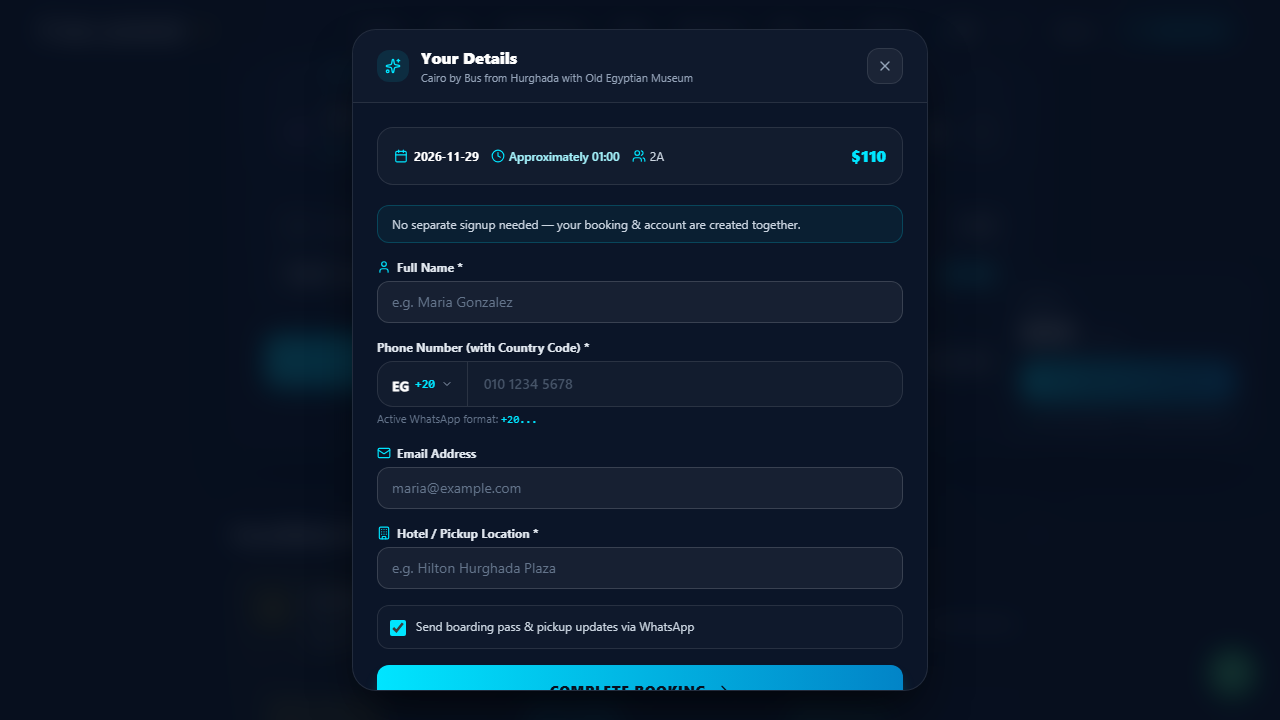 Your Details
Cairo by Bus from Hurghada with Old Egyptian Museum
2026-11-29 Approximately 01:00 2A $110
No separate signup needed — your booking & account are created together.
Full Name *
e.g. Maria Gonzalez
Phone Number (with Country Code) *
EG +20 010 1234 5678
Active WhatsApp format: +20...
Email Address
maria@example.com
Hotel / Pickup Location *
e.g. Hilton Hurghada Plaza
Send boarding pass & pickup updates via WhatsApp
COMPLETE BOOKING